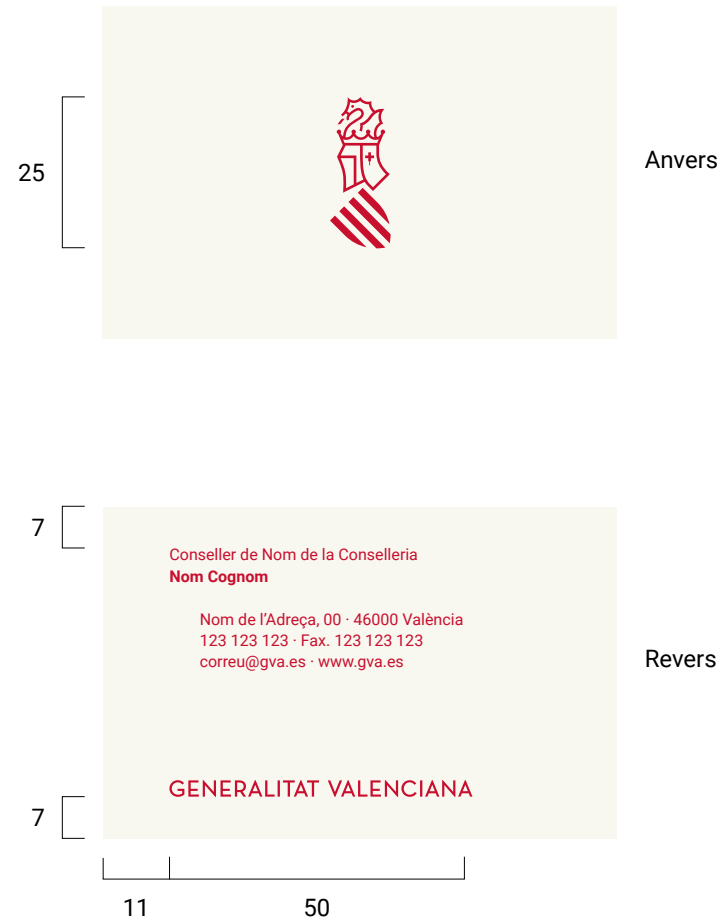 25
Anvers
7
Conseller de Nom de la Conselleria
Nom Cognom
Nom de l’Adreça, 00 · 46000 València
123 123 123 · Fax. 123 123 123
correu@gva.es · www.gva.es
Revers
GENERALITAT VALENCIANA
7
11
50